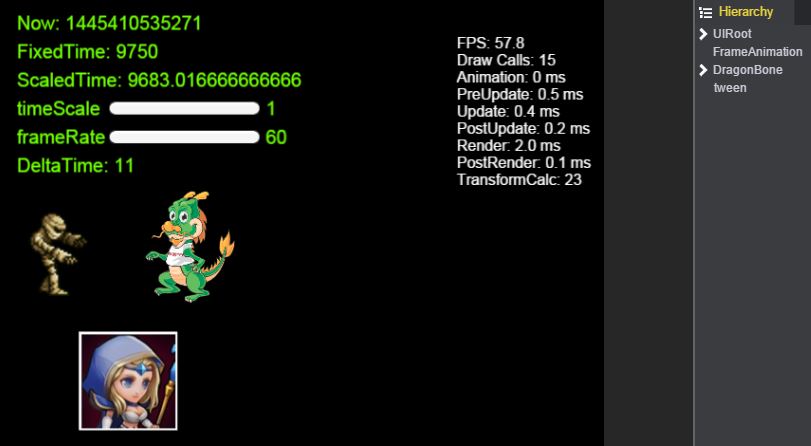 Now: 1445410535271
FixedTime: 9750
ScaledTime: 9683.016666666666
timeScale 1
frameRate 60
DeltaTime: 11
FPS: 57.8
Draw Calls: 15
Animation: 0 ms
PreUpdate: 0.5 ms
Update: 0.4 ms
PostUpdate: 0.2 ms
Render: 2.0 ms
PostRender: 0.1 ms
TransformCalc: 23
Hierarchy
UIRoot
FrameAnimation
DragonBone
tween